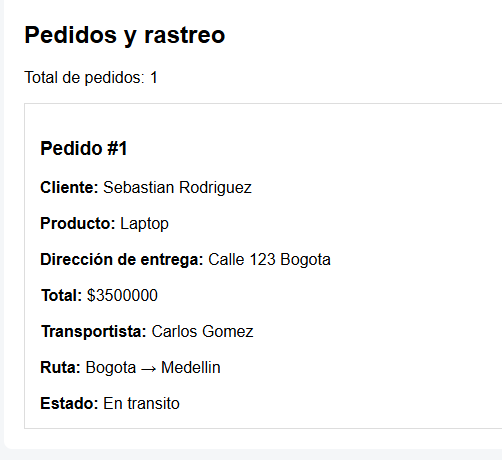 Pedidos y rastreo
Total de pedidos: 1
Pedido #1
Cliente: Sebastian Rodriguez
Producto: Laptop
Dirección de entrega: Calle 123 Bogota
Total: $3500000
Transportista: Carlos Gomez
Ruta: Bogota → Medellin
Estado: En transito